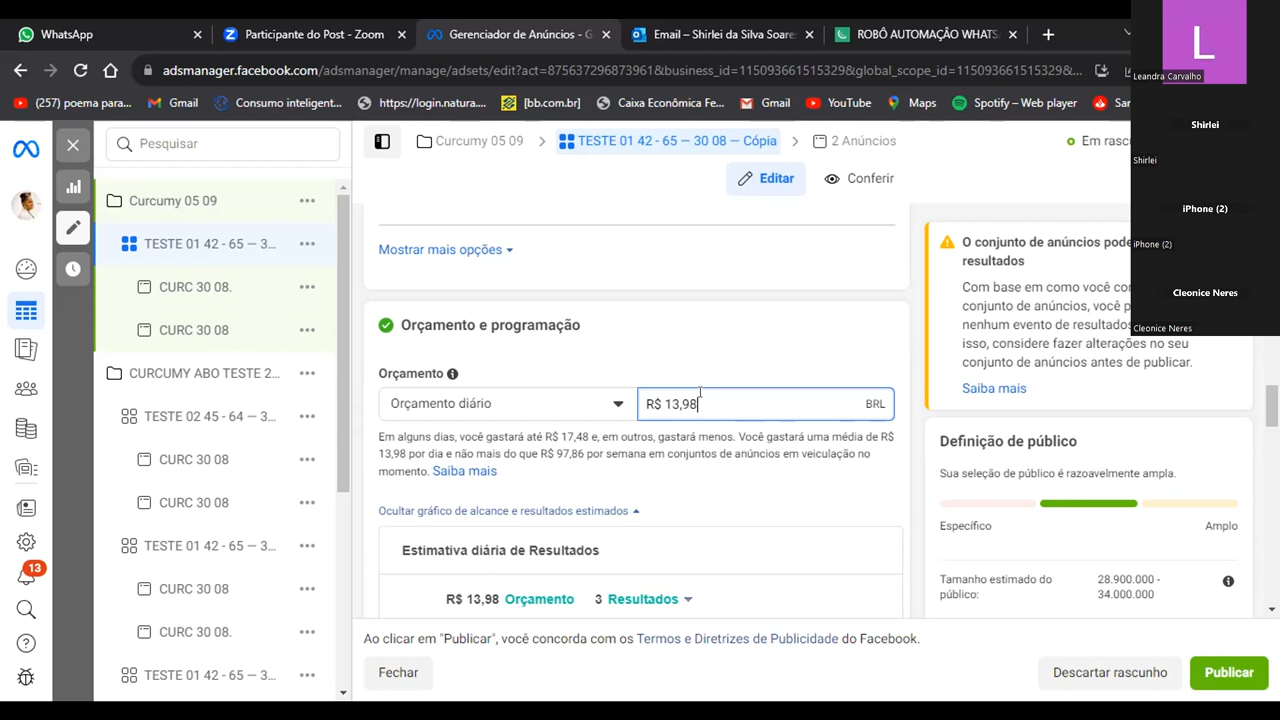 WhatsApp
Participante do Post - Zoom
Gerenciador de Anúncios - G
Email – Shirlei da Silva Soares
ROBÔ AUTOMAÇÂO WHATS
adsmanager.facebook.com/adsmanager/manage/adsets/edit?act=875637296873961&business_id=115093661515329&global_scope_id=115093661515329&...
(257) poema para...
Gmail
Consumo inteligent...
https://login.natura....
[bb.com.br]
Caixa Econômica Fe...
Gmail
YouTube
Maps
Spotify – Web player
San
L
Leandra Carvalho
Shirlei
Shirlei
iPhone (2)
iPhone (2)
Cleonice Neres
Cleonice Neres
Pesquisar
Curcumy 05 09
TESTE 01 42 - 65 — 3...
CURC 30 08.
CURC 30 08
CURCUMY ABO TESTE 2...
TESTE 02 45 - 64 — 3...
CURC 30 08
CURC 30 08
TESTE 01 42 - 65 — 3...
CURC 30 08
CURC 30 08.
TESTE 01 42 - 65 — 3...
13
Curcumy 05 09
TESTE 01 42 - 65 — 30 08 — Cópia
2 Anúncios
Em rasc
Editar
Conferir
Mostrar mais opções
Orçamento e programação
Orçamento
Orçamento diário
R$ 13,98
BRL
Em alguns dias, você gastará até R$ 17,48 e, em outros, gastará menos. Você gastará uma média de R$
13,98 por dia e não mais do que R$ 97,86 por semana em conjuntos de anúncios em veiculação no
momento. Saiba mais
Ocultar gráfico de alcance e resultados estimados
Estimativa diária de Resultados
R$ 13,98 Orçamento
3 Resultados
O conjunto de anúncios pode
resultados
Com base em como você con
conjunto de anúncios, você p
nenhum evento de resultados
isso, considere fazer alterações no seu
conjunto de anúncios antes de publicar.
Saiba mais
Definição de público
Sua seleção de público é razoavelmente ampla.
Específico
Amplo
Tamanho estimado do
público:
28.900.000 -
34.000.000
Ao clicar em "Publicar", você concorda com os Termos e Diretrizes de Publicidade do Facebook.
Fechar
Descartar rascunho
Publicar